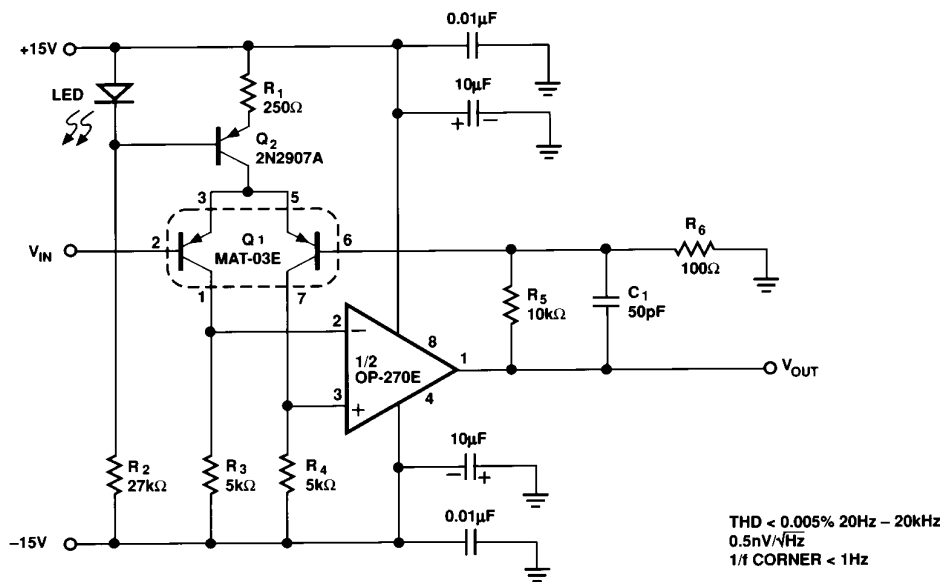 0.01μF
+15V
LED
R1
250Ω
10μF
+ −
Q2
2N2907A
3 5
VIN
2
Q1
MAT-03E
6
R6
100Ω
1 7
R5
10kΩ
C1
50pF
2 −
8
1/2
OP-270E
1
VOUT
3 +
4
10μF
− +
R2
27kΩ
R3
5kΩ
R4
5kΩ
0.01μF
−15V
THD < 0.005% 20Hz – 20kHz
0.5nV/√Hz
1/f CORNER < 1Hz